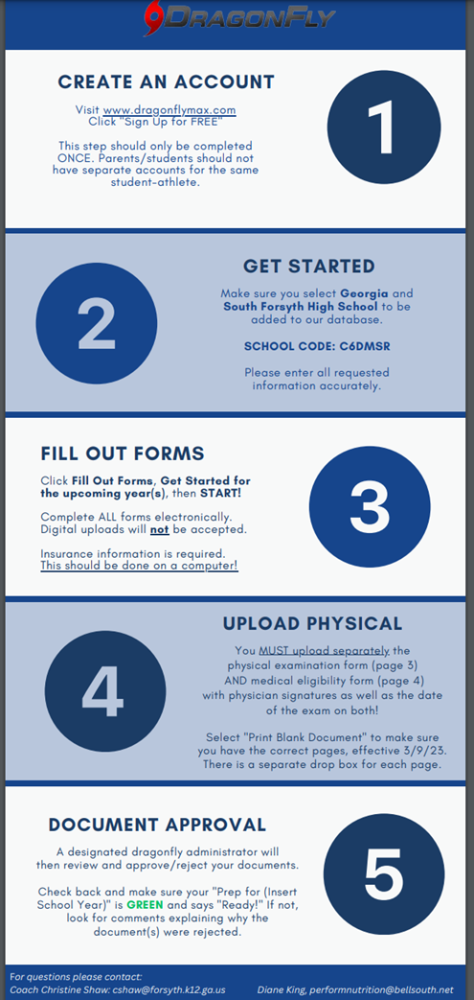 DRAGONFLY
CREATE AN ACCOUNT
Visit www.dragonflymax.com
Click "Sign Up for FREE"
This step should only be completed
ONCE. Parents/students should not
have separate accounts for the same
student-athlete.
1
GET STARTED
Make sure you select Georgia and
South Forsyth High School to be
added to our database.
SCHOOL CODE: C6DMSR
Please enter all requested
information accurately.
2
FILL OUT FORMS
Click Fill Out Forms, Get Started for
the upcoming year(s), then START!
Complete ALL forms electronically.
Digital uploads will not be accepted.
Insurance information is required.
This should be done on a computer!
3
UPLOAD PHYSICAL
You MUST upload separately the
physical examination form (page 3)
AND medical eligibility form (page 4)
with physician signatures as well as the date
of the exam on both!
Select "Print Blank Document" to make sure
you have the correct pages, effective 3/9/23.
There is a separate drop box for each page.
4
DOCUMENT APPROVAL
A designated dragonfly administrator will
then review and approve/reject your documents.
Check back and make sure your "Prep for (Insert
School Year)" is GREEN and says "Ready!" If not,
look for comments explaining why the
document(s) were rejected.
5
For questions please contact:
Coach Christine Shaw: cshaw@forsyth.k12.ga.us Diane King, performnutrition@bellsouth.net